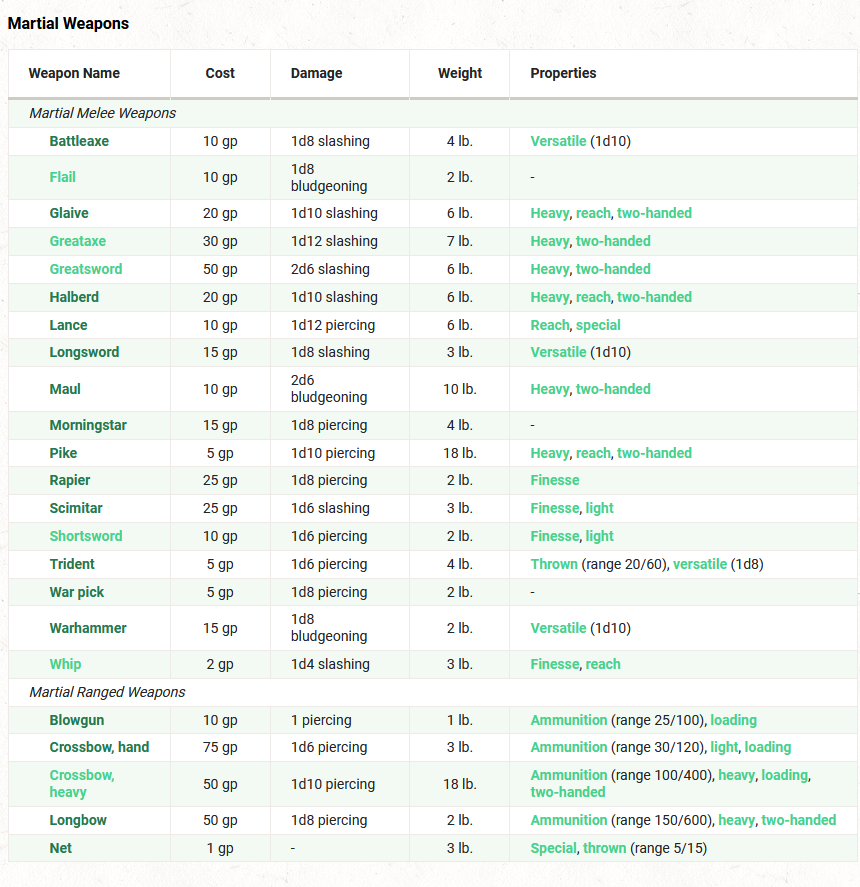 Martial Weapons
Weapon Name Cost Damage Weight Properties
Martial Melee Weapons
Battleaxe 10 gp 1d8 slashing 4 lb. Versatile (1d10)
Flail 10 gp 1d8 bludgeoning 2 lb. -
Glaive 20 gp 1d10 slashing 6 lb. Heavy, reach, two-handed
Greataxe 30 gp 1d12 slashing 7 lb. Heavy, two-handed
Greatsword 50 gp 2d6 slashing 6 lb. Heavy, two-handed
Halberd 20 gp 1d10 slashing 6 lb. Heavy, reach, two-handed
Lance 10 gp 1d12 piercing 6 lb. Reach, special
Longsword 15 gp 1d8 slashing 3 lb. Versatile (1d10)
Maul 10 gp 2d6 bludgeoning 10 lb. Heavy, two-handed
Morningstar 15 gp 1d8 piercing 4 lb. -
Pike 5 gp 1d10 piercing 18 lb. Heavy, reach, two-handed
Rapier 25 gp 1d8 piercing 2 lb. Finesse
Scimitar 25 gp 1d6 slashing 3 lb. Finesse, light
Shortsword 10 gp 1d6 piercing 2 lb. Finesse, light
Trident 5 gp 1d6 piercing 4 lb. Thrown (range 20/60), versatile (1d8)
War pick 5 gp 1d8 piercing 2 lb. -
Warhammer 15 gp 1d8 bludgeoning 2 lb. Versatile (1d10)
Whip 2 gp 1d4 slashing 3 lb. Finesse, reach
Martial Ranged Weapons
Blowgun 10 gp 1 piercing 1 lb. Ammunition (range 25/100), loading
Crossbow, hand 75 gp 1d6 piercing 3 lb. Ammunition (range 30/120), light, loading
Crossbow, heavy 50 gp 1d10 piercing 18 lb. Ammunition (range 100/400), heavy, loading, two-handed
Longbow 50 gp 1d8 piercing 2 lb. Ammunition (range 150/600), heavy, two-handed
Net 1 gp - 3 lb. Special, thrown (range 5/15)